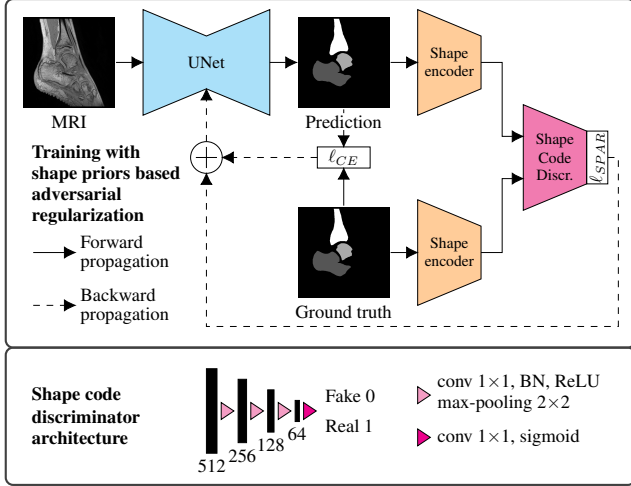 UNet
Shape
encoder
MRI
Prediction
Training with
shape priors based
adversarial
regularization
ℓCE
Shape
Code
Discr.
ℓSPAR
Forward
propagation
Shape
encoder
Backward
propagation
Ground truth
Shape code
discriminator
architecture
512
256
128
64
Fake 0
Real 1
conv 1×1, BN, ReLU
max-pooling 2×2
conv 1×1, sigmoid